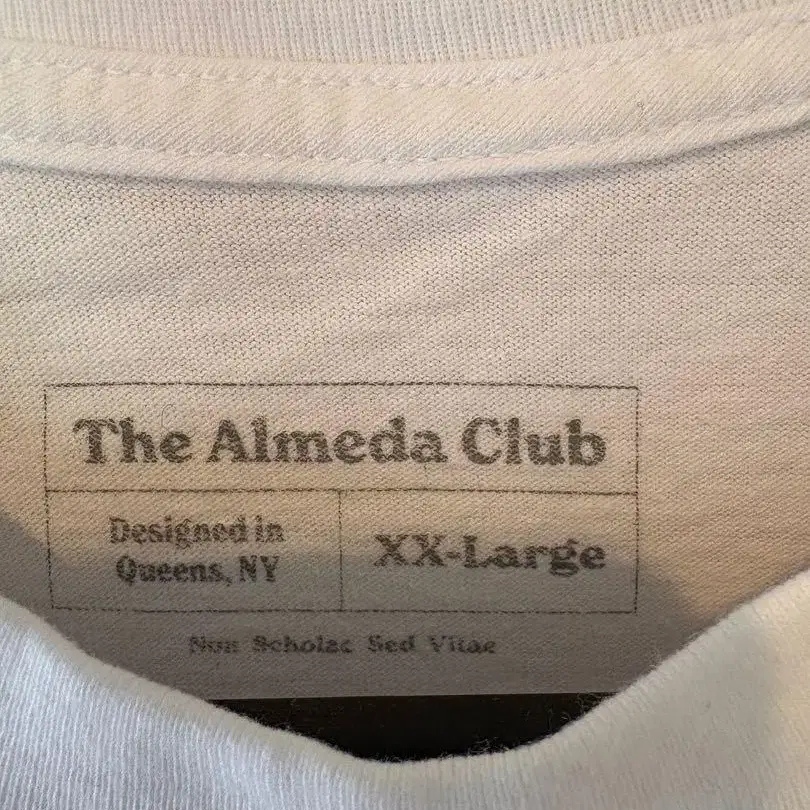 The Almeda Club
Designed in
Queens, NY
XX-Large
Non Scholae Sed Vitae